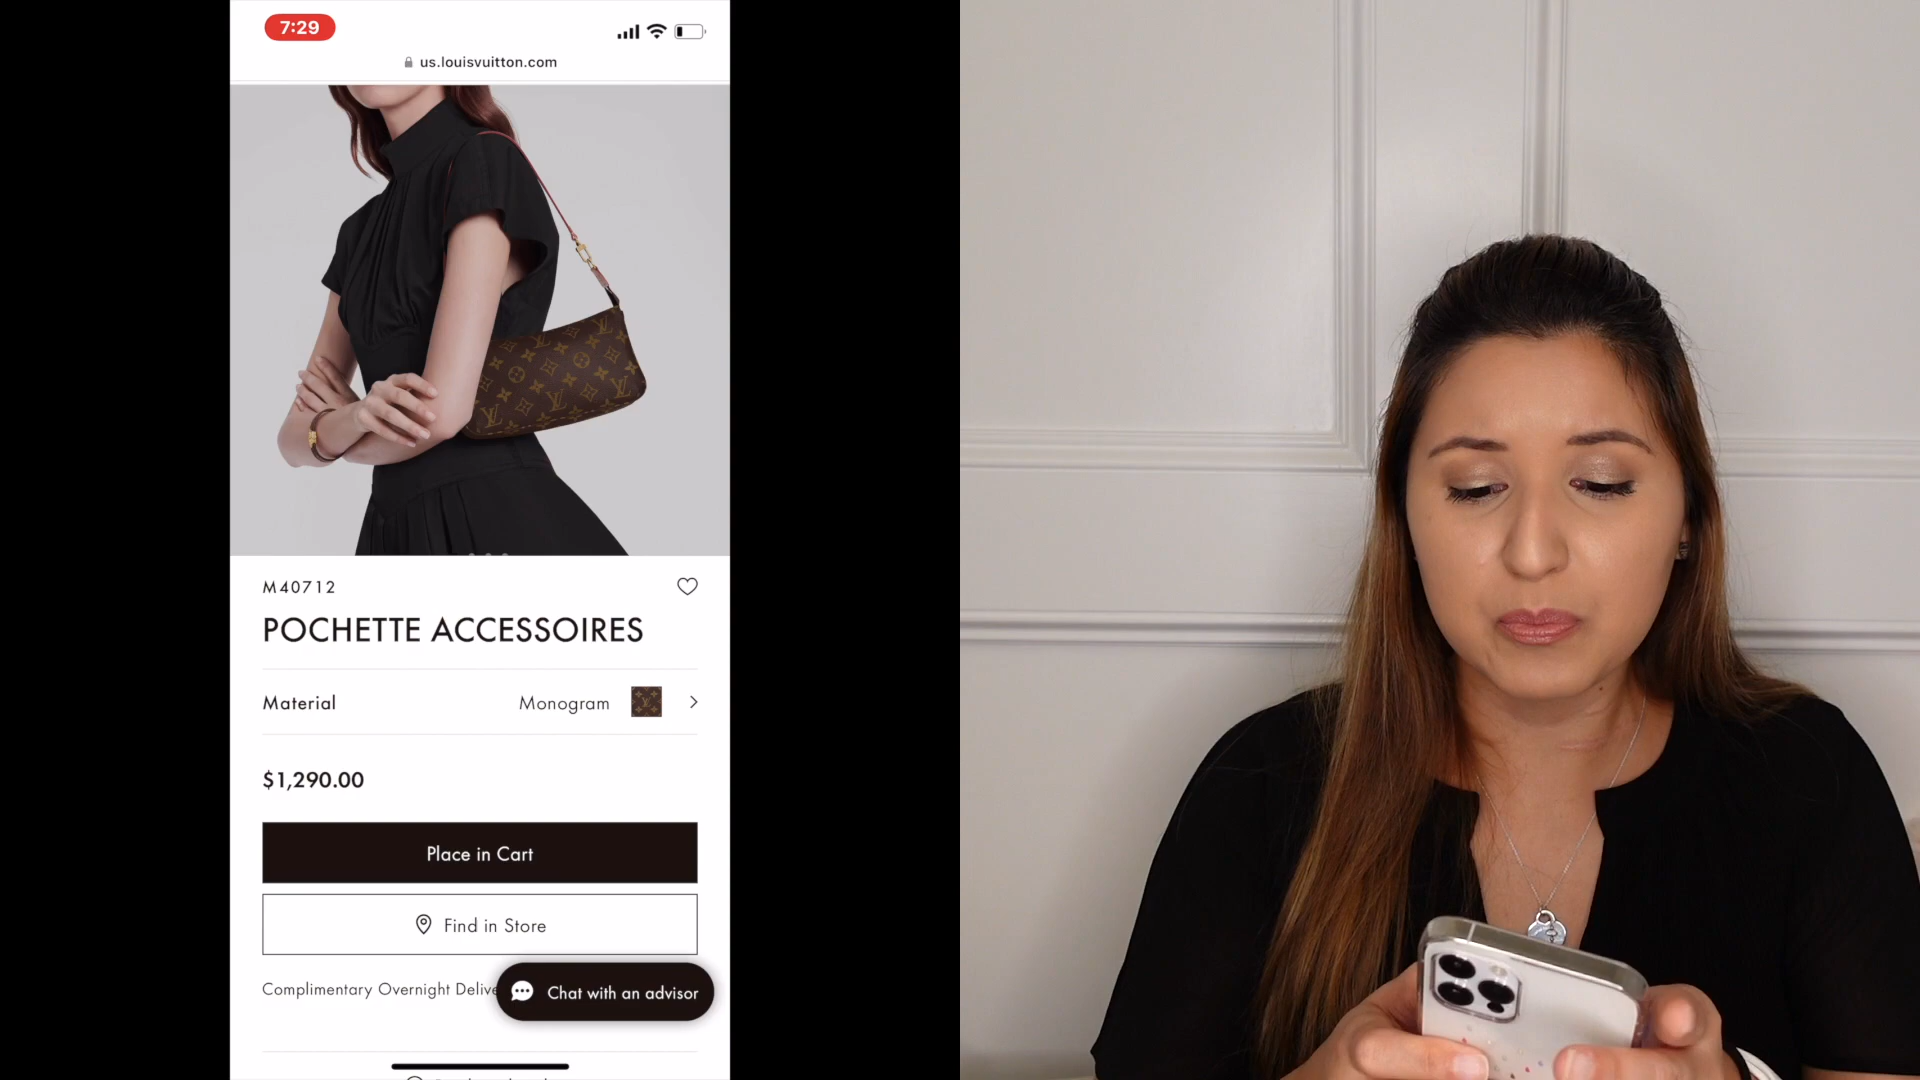 7:29
us.louisvuitton.com
M40712
POCHETTE ACCESSOIRES
Material Monogram
$1,290.00
Place in Cart
Find in Store
Complimentary Overnight Delive
Chat with an advisor